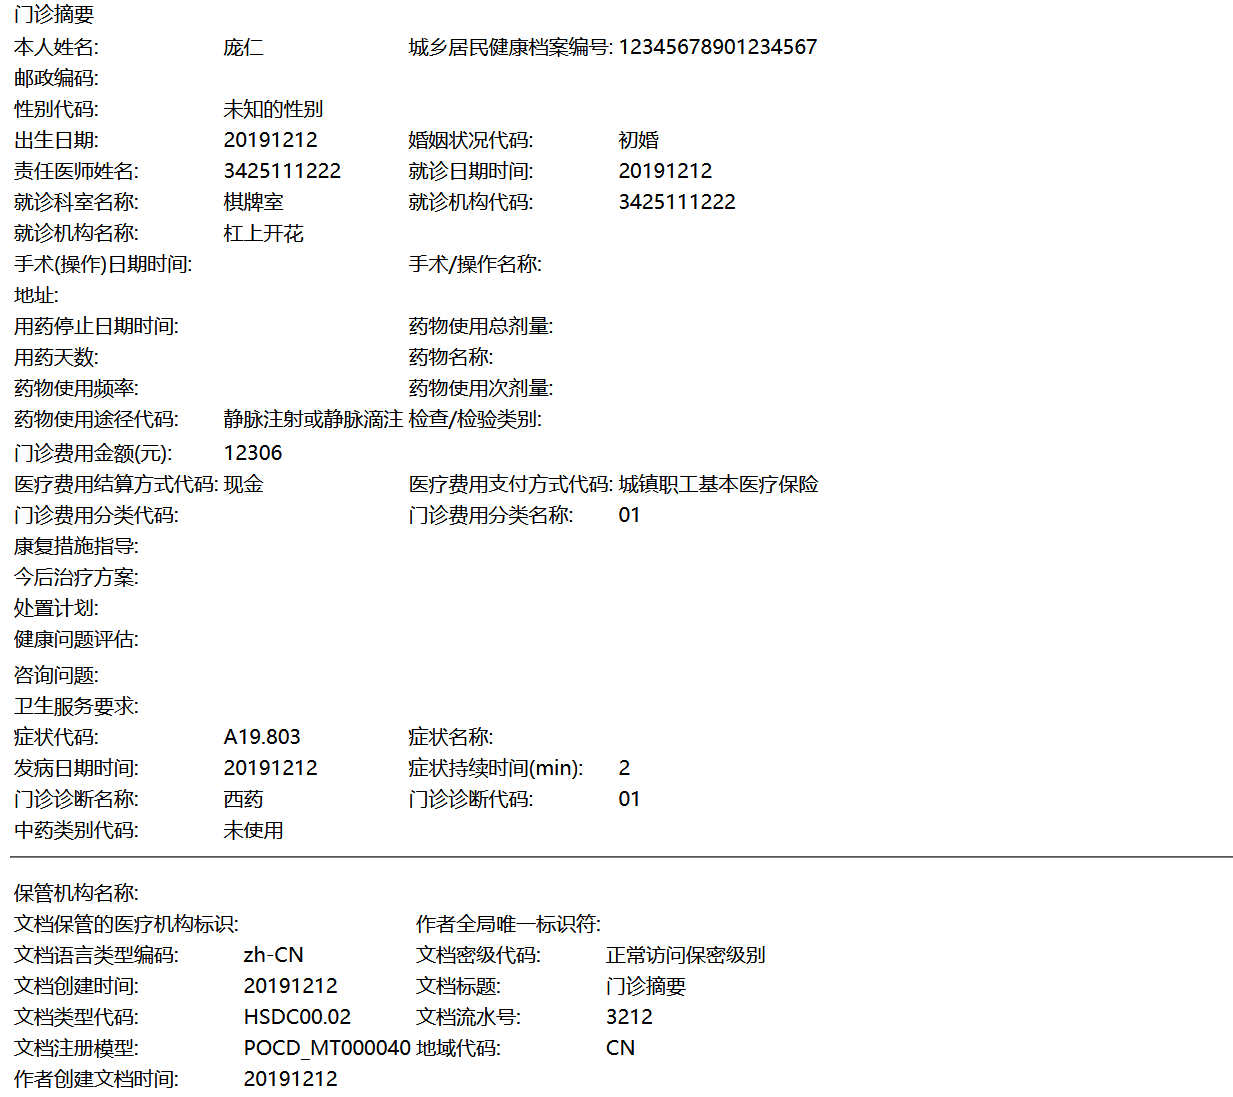 门诊摘要
本人姓名: 庞仁 城乡居民健康档案编号: 12345678901234567
邮政编码:
性别代码: 未知的性别
出生日期: 20191212 婚姻状况代码: 初婚
责任医师姓名: 3425111222 就诊日期时间: 20191212
就诊科室名称: 棋牌室 就诊机构代码: 3425111222
就诊机构名称: 杠上开花
手术(操作)日期时间: 手术/操作名称:
地址:
用药停止日期时间: 药物使用总剂量:
用药天数: 药物名称:
药物使用频率: 药物使用次剂量:
药物使用途径代码: 静脉注射或静脉滴注 检查/检验类别:
门诊费用金额(元): 12306
医疗费用结算方式代码: 现金 医疗费用支付方式代码: 城镇职工基本医疗保险
门诊费用分类代码: 门诊费用分类名称: 01
康复措施指导:
今后治疗方案:
处置计划:
健康问题评估:
咨询问题:
卫生服务要求:
症状代码: A19.803 症状名称:
发病日期时间: 20191212 症状持续时间(min): 2
门诊诊断名称: 西药 门诊诊断代码: 01
中药类别代码: 未使用
保管机构名称:
文档保管的医疗机构标识: 作者全局唯一标识符:
文档语言类型编码: zh-CN 文档密级代码: 正常访问保密级别
文档创建时间: 20191212 文档标题: 门诊摘要
文档类型代码: HSDC00.02 文档流水号: 3212
文档注册模型: POCD_MT000040 地域代码: CN
作者创建文档时间: 20191212